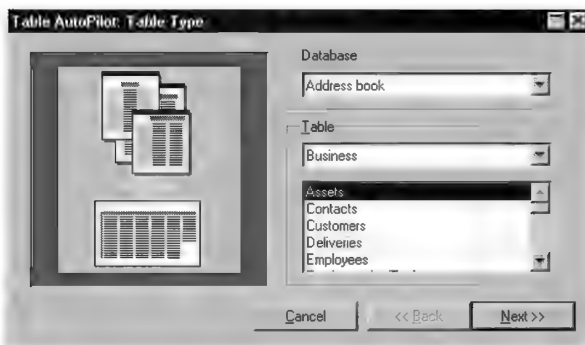 Table AutoPilot: Table Type
Database
Address book
Table
Business
Assets
Contacts
Customers
Deliveries
Employees
Cancel
<< Back
Next >>